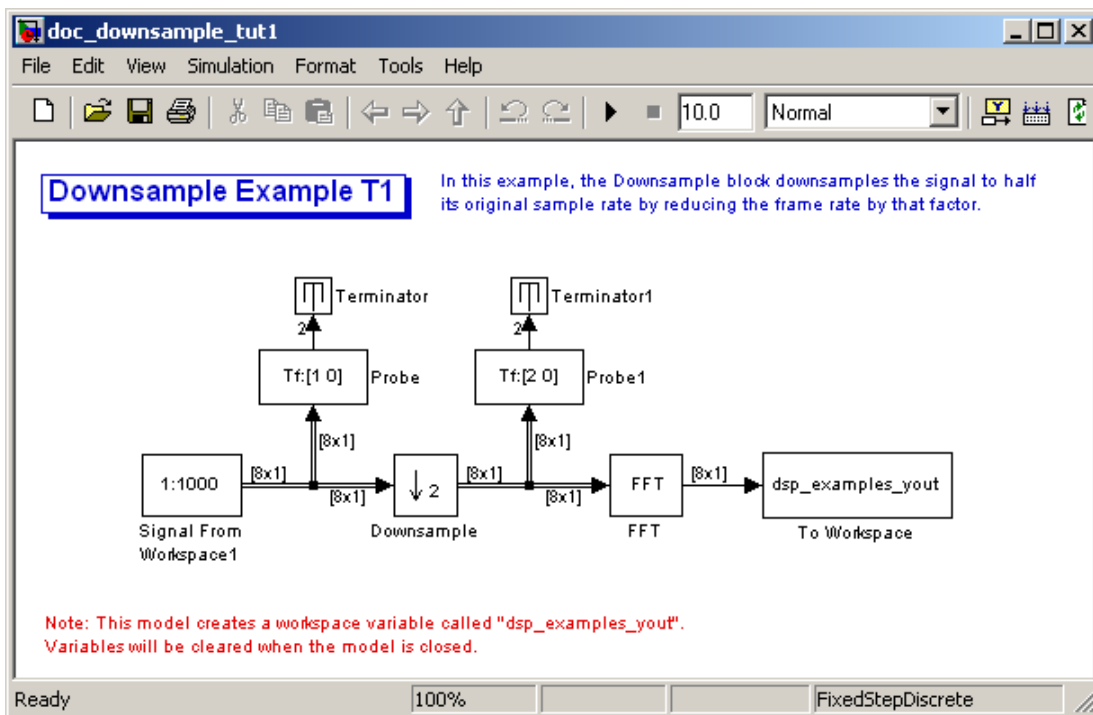 doc_downsample_tut1
File Edit View Simulation Format Tools Help
10.0 Normal
Downsample Example T1
In this example, the Downsample block downsamples the signal to half
its original sample rate by reducing the frame rate by that factor.
Terminator
Terminator1
2
2
Tf:[1 0] Probe
Tf:[2 0] Probe1
[8x1]
[8x1]
1:1000 [8x1] [8x1] ↓2 [8x1] [8x1] FFT [8x1] dsp_examples_yout
Signal From
Workspace1
Downsample
FFT
To Workspace
Note: This model creates a workspace variable called "dsp_examples_yout".
Variables will be cleared when the model is closed.
Ready 100% FixedStepDiscrete